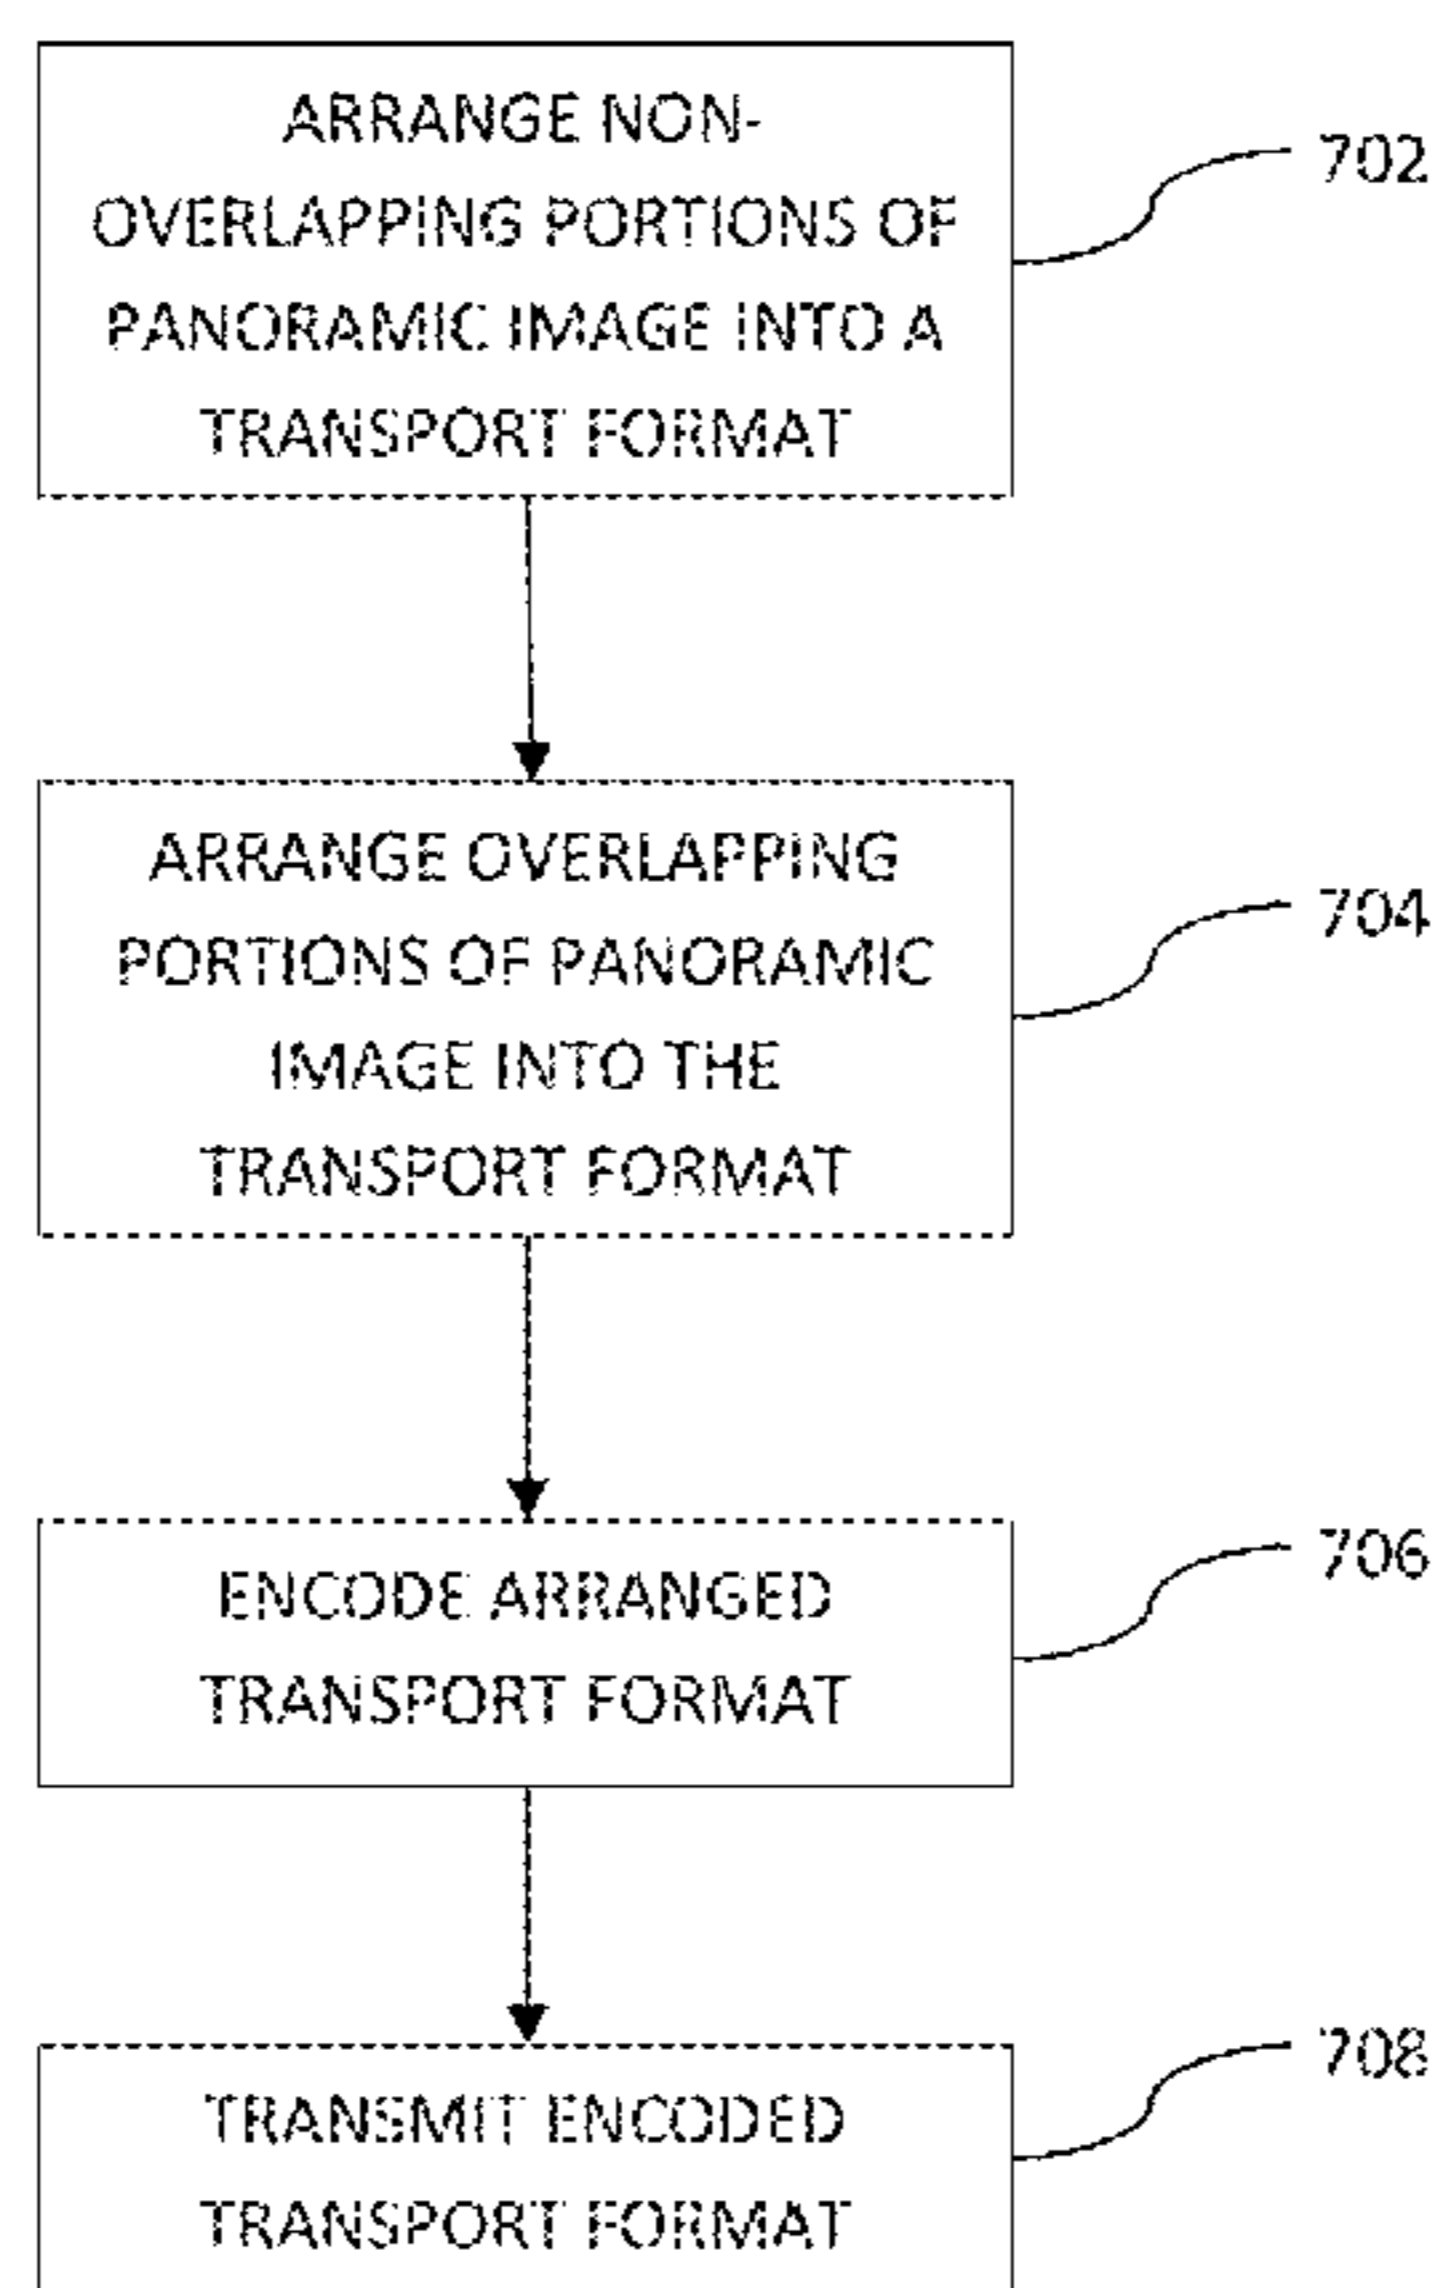 ARRANGE NON-
OVERLAPPING PORTIONS OF
PANORAMIC IMAGE INTO A
TRANSPORT FORMAT
702
ARRANGE OVERLAPPING
PORTIONS OF PANORAMIC
IMAGE INTO THE
TRANSPORT FORMAT
704
ENCODE ARRANGED
TRANSPORT FORMAT
706
TRANSMIT ENCODED
TRANSPORT FORMAT
708